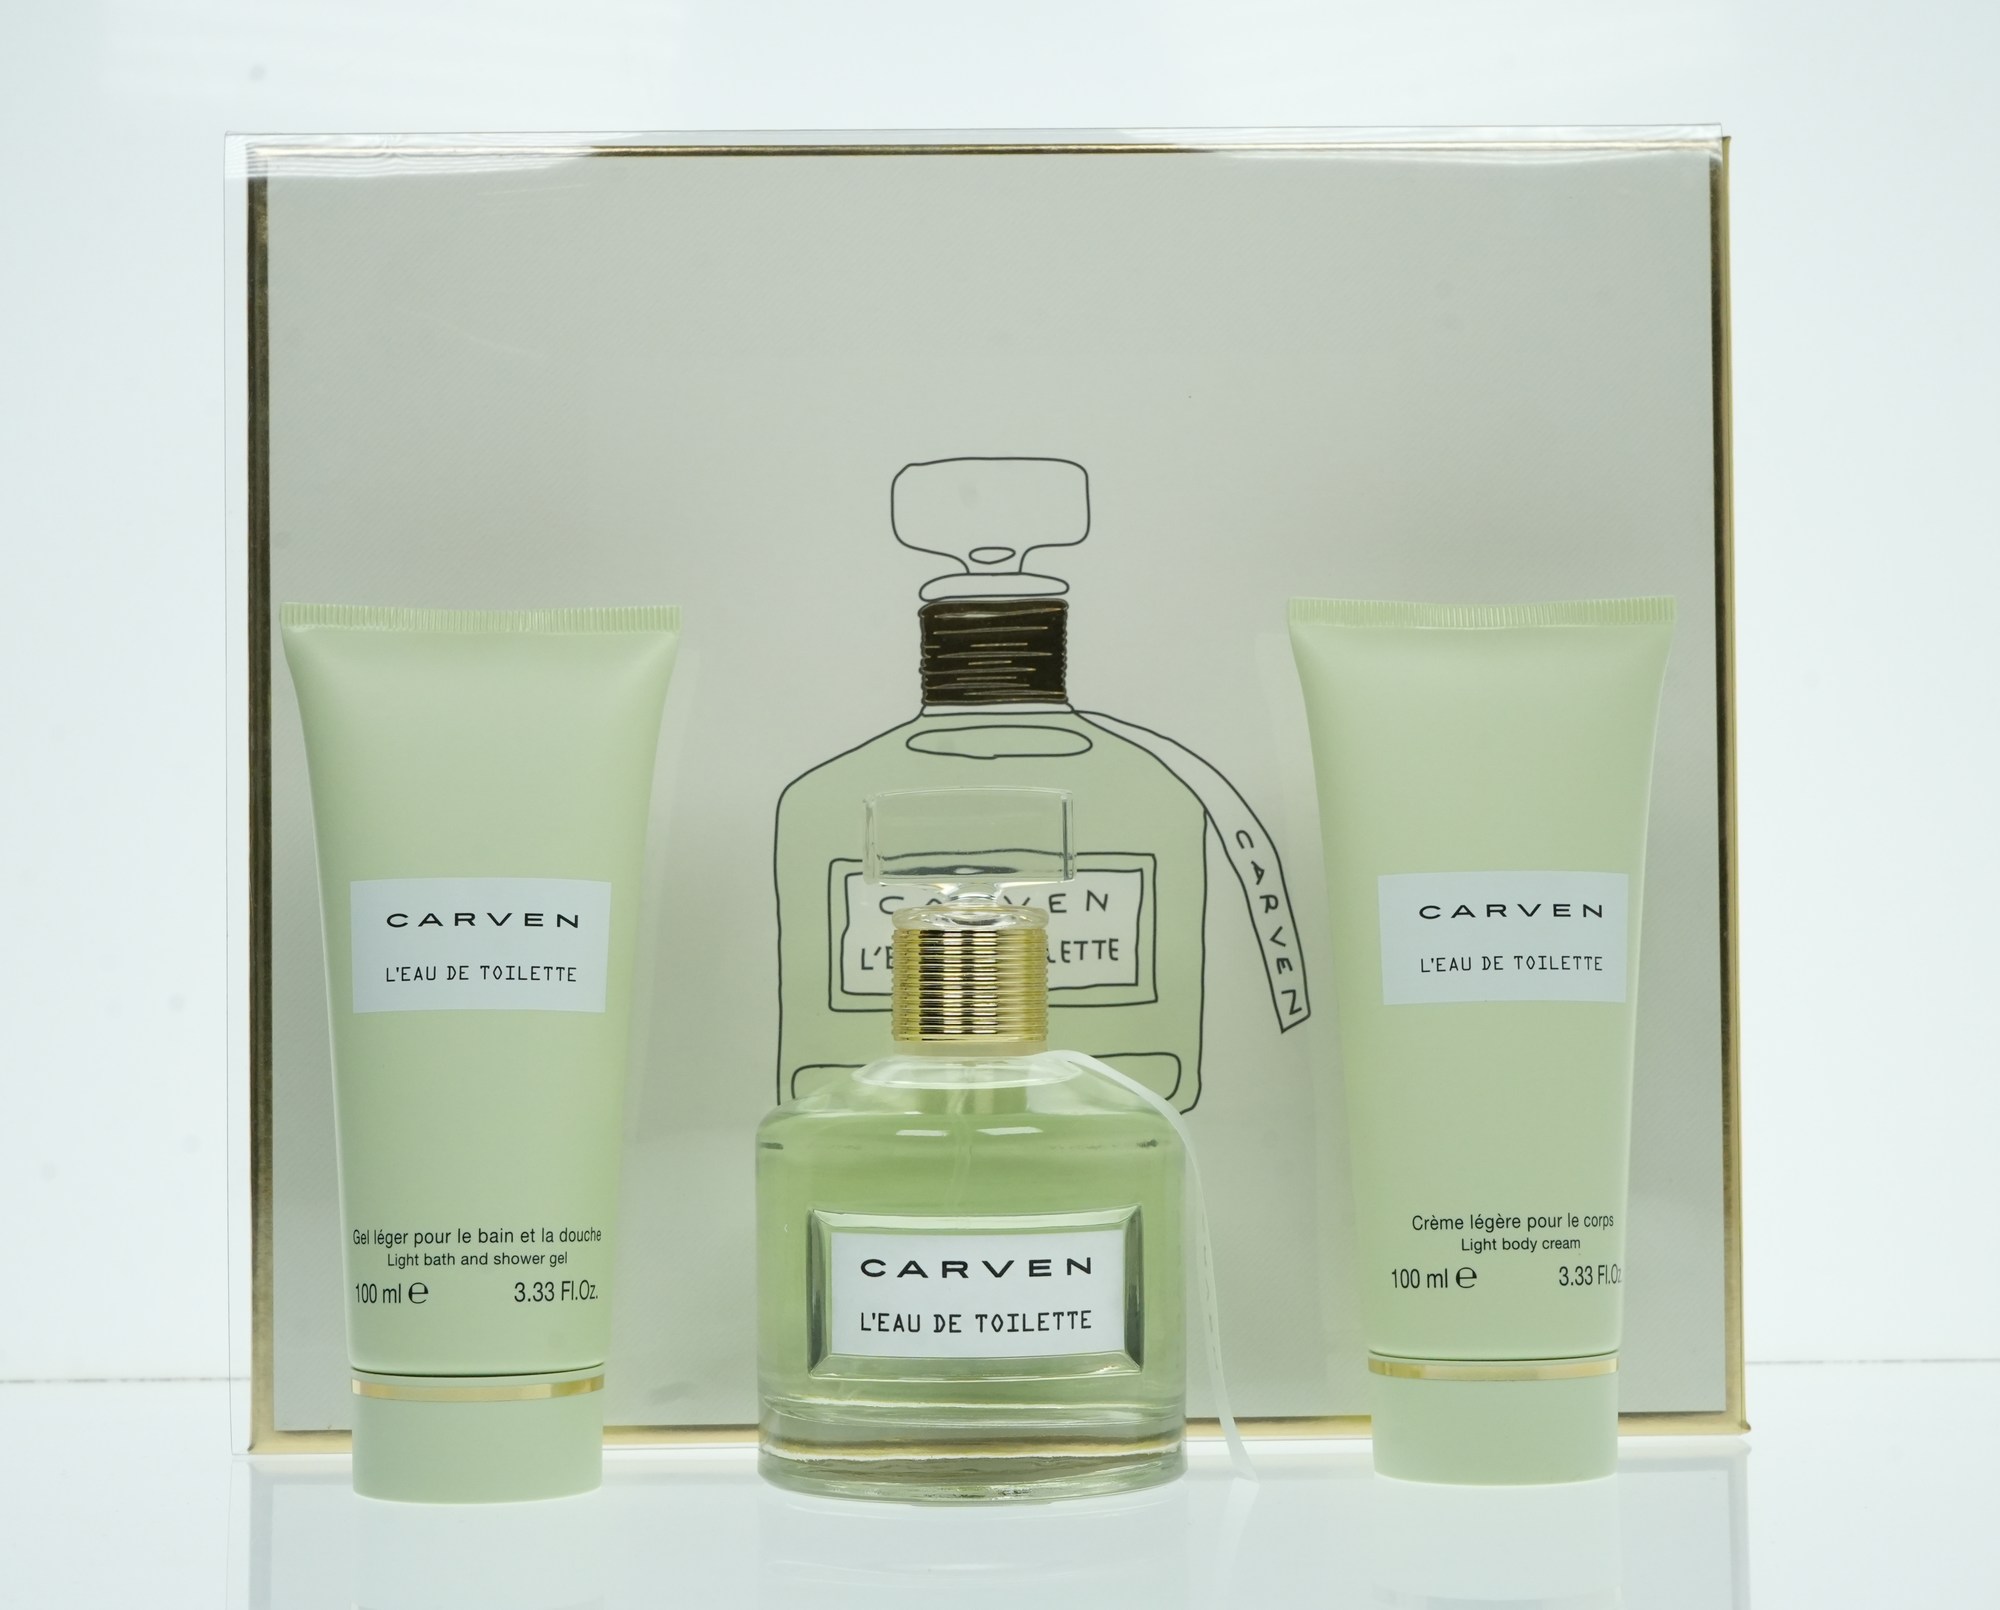 CARVEN
L'EAU DE TOILETTE
Gel léger pour le bain et la douche
Light bath and shower gel
100 ml ℮ 3.33 Fl.Oz.
CARVEN
CARVEN
L'EAU DE TOILETTE
CARVEN
L'EAU DE TOILETTE
Crème légère pour le corps
Light body cream
100 ml ℮ 3.33 Fl.Oz